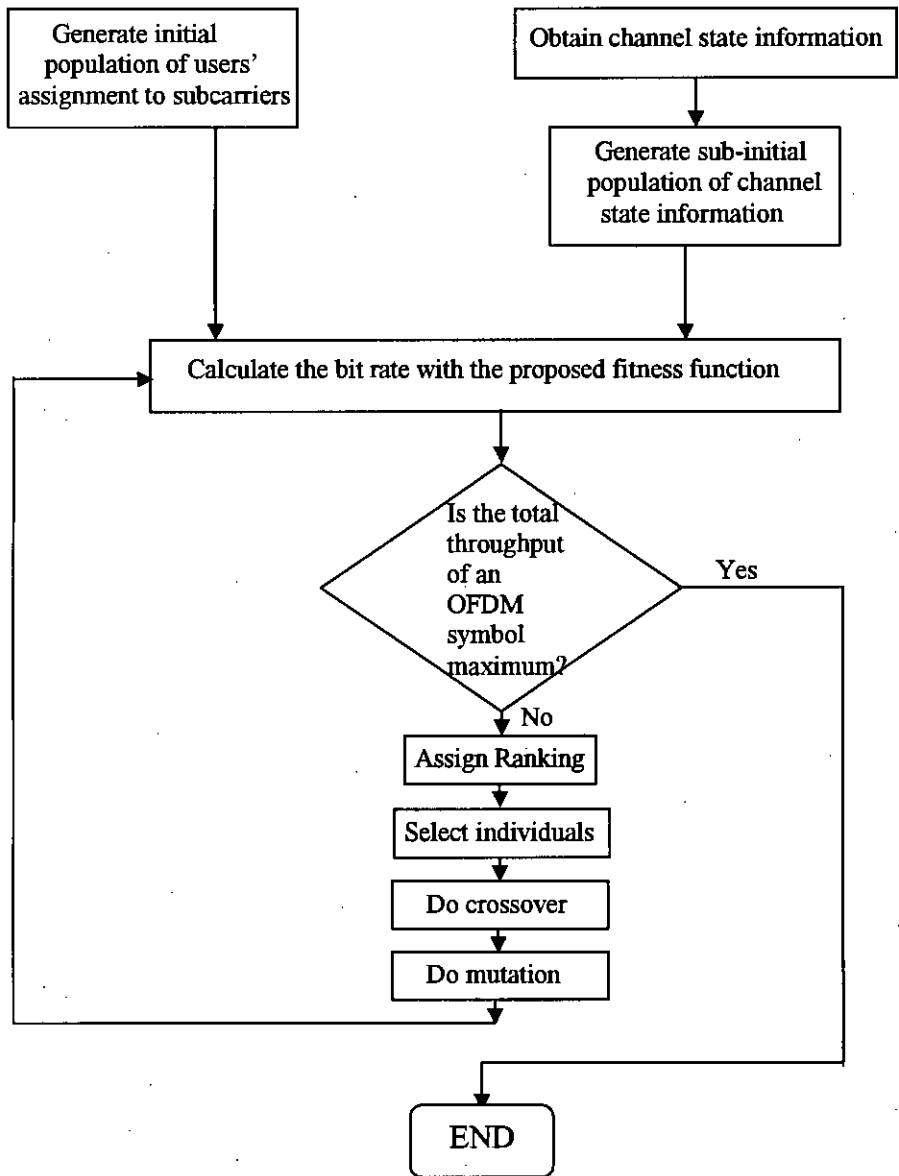 Generate initial
population of users'
assignment to subcarriers
Obtain channel state information
Generate sub-initial
population of channel
state information
Calculate the bit rate with the proposed fitness function
Is the total
throughput
of an
OFDM
symbol
maximum?
Yes
No
Assign Ranking
Select individuals
Do crossover
Do mutation
END